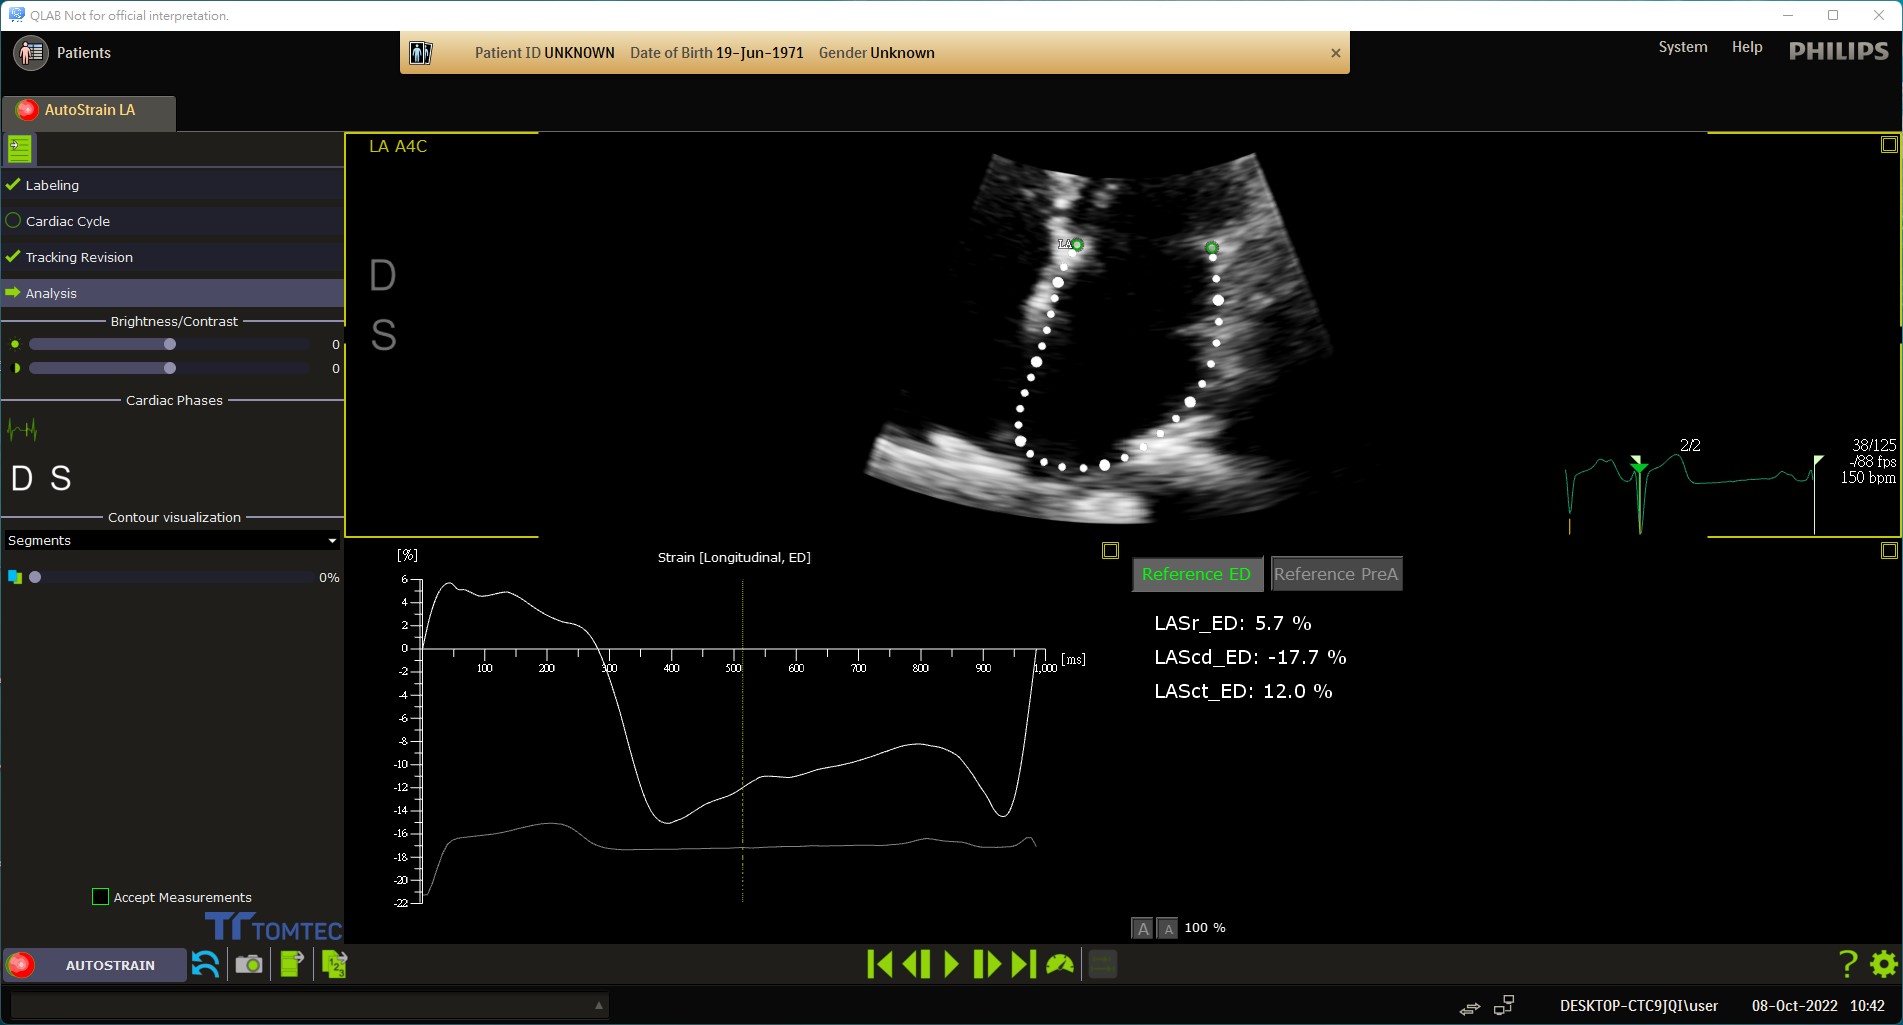 QLAB Not for official interpretation.
Patients
Patient ID UNKNOWN Date of Birth 19-Jun-1971 Gender Unknown
System Help PHILIPS
AutoStrain LA
Labeling
Cardiac Cycle
Tracking Revision
Analysis
Brightness/Contrast
0
0
Cardiac Phases
D S
Contour visualization
Segments
0%
Accept Measurements
TOMTEC
LA A4C
D
S
LA
2/2
38/125
-/88 fps
150 bpm
[%]
Strain [Longitudinal, ED]
6
4
2
0
-2
-4
-6
-8
-10
-12
-14
-16
-18
-20
-22
100 200 300 400 500 600 700 800 900 1,000 [ms]
Reference ED Reference PreA
LASr_ED: 5.7 %
LAScd_ED: -17.7 %
LASct_ED: 12.0 %
A A 100 %
AUTOSTRAIN
123
?
DESKTOP-CTC9JQI\user 08-Oct-2022 10:42